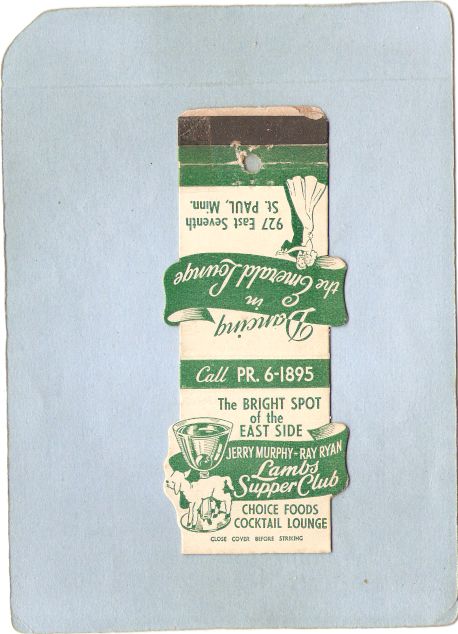 927 East Seventh
St. PAUL, Minn.
Dancing
in
the Emerald Lounge
Call PR. 6-1895
The BRIGHT SPOT
of the
EAST SIDE
JERRY MURPHY - RAY RYAN
Lambs
Supper Club
CHOICE FOODS
COCKTAIL LOUNGE
CLOSE COVER BEFORE STRIKING